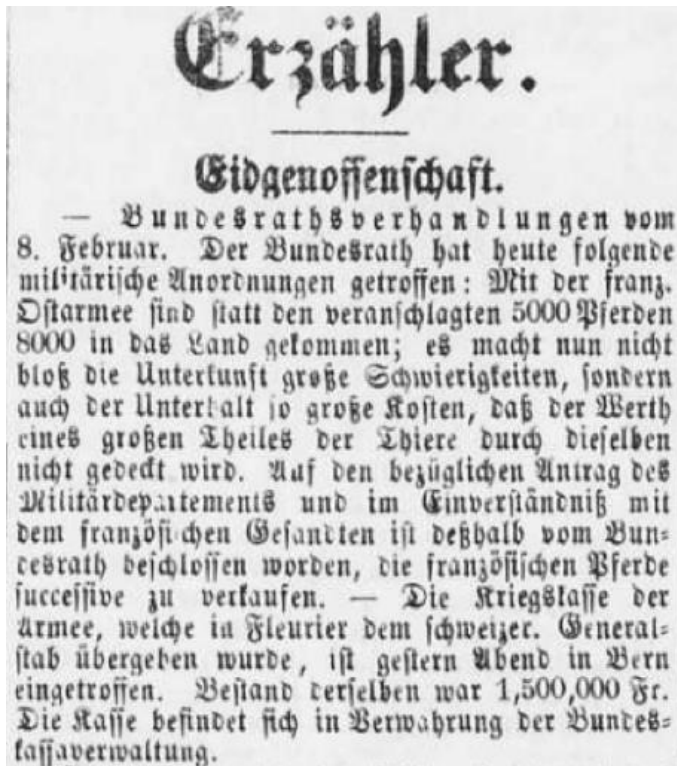 Erzähler.
Eidgenossenschaft.
— Bundesrathsverhandlungen vom
8. Februar. Der Bundesrath hat heute folgende
militärische Anordnungen getroffen: Mit der franz.
Ostarmee sind statt den veranschlagten 5000 Pferden
8000 in das Land gekommen; es macht nun nicht
bloß die Unterkunft große Schwierigkeiten, sondern
auch der Unterhalt so große Kosten, daß der Werth
eines großen Theiles der Thiere durch dieselben
nicht gedeckt wird. Auf den bezüglichen Antrag des
Militärdepartements und im Einverständniß mit
dem französischen Gesandten ist deßhalb vom Bun-
desrath beschlossen worden, die französischen Pferde
successive zu verkaufen. — Die Kriegskasse der
Armee, welche in Fleurier dem schweizer. General-
stab übergeben wurde, ist gestern Abend in Bern
eingetroffen. Bestand derselben war 1,500,000 Fr.
Die Kasse befindet sich in Verwahrung der Bundes-
kassaverwaltung.